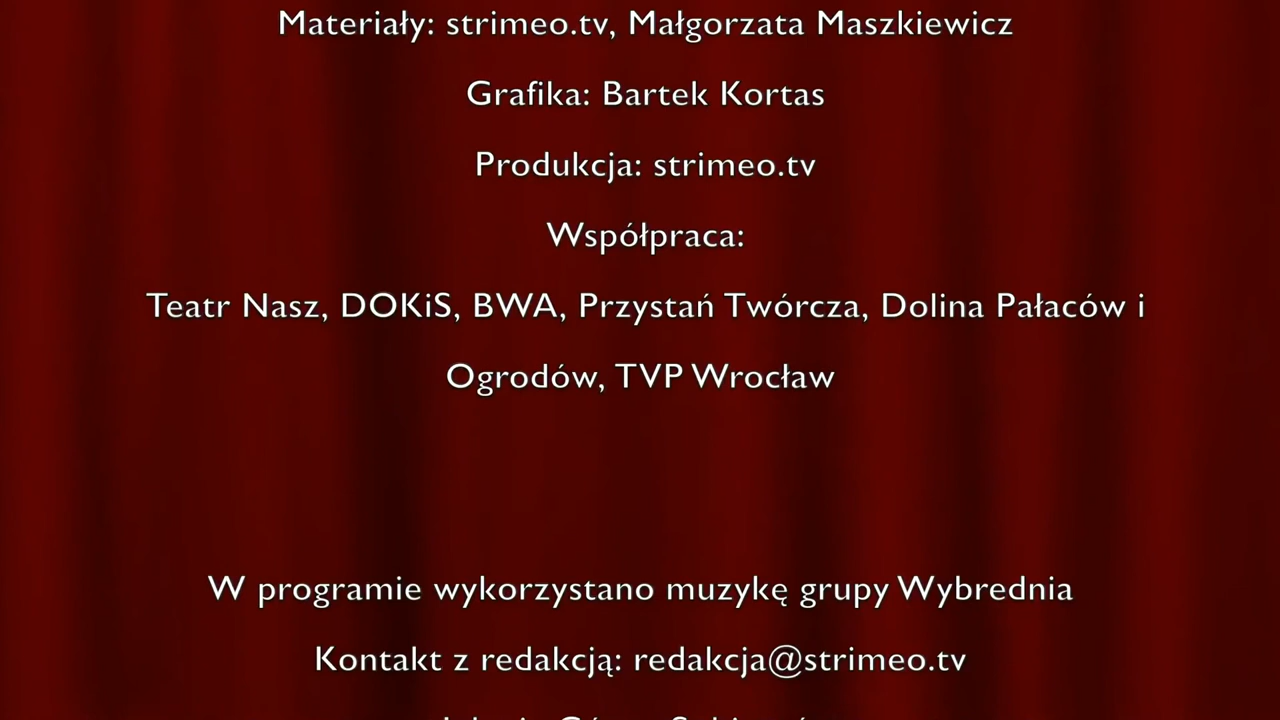 Materiały: strimeo.tv, Małgorzata Maszkiewicz
Grafika: Bartek Kortas
Produkcja: strimeo.tv
Współpraca:
Teatr Nasz, DOKiS, BWA, Przystań Twórcza, Dolina Pałaców i
Ogrodów, TVP Wrocław
W programie wykorzystano muzykę grupy Wybrednia
Kontakt z redakcją: redakcja@strimeo.tv